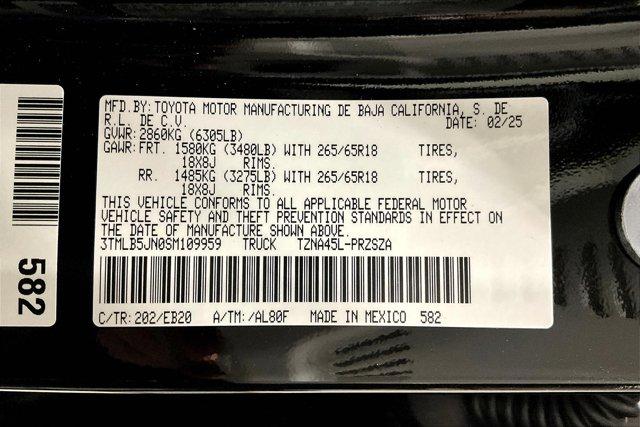 MFD.BY:TOYOTA MOTOR MANUFACTURING DE BAJA CALIFORNIA, S. DE
R.L. DE C.V. DATE: 02/25
GVWR: 2860KG (6305LB)
GAWR:FRT. 1580KG (3480LB) WITH 265/65R18 TIRES,
18X8J RIMS.
RR. 1485KG (3275LB) WITH 265/65R18 TIRES,
18X8J RIMS.
THIS VEHICLE CONFORMS TO ALL APPLICABLE FEDERAL MOTOR
VEHICLE SAFETY AND THEFT PREVENTION STANDARDS IN EFFECT ON
THE DATE OF MANUFACTURE SHOWN ABOVE.
3TMLB5JN0SM109959 TRUCK TZNA45L-PRZSZA
C/TR:202/EB20 A/TM:/AL80F MADE IN MEXICO 582
582